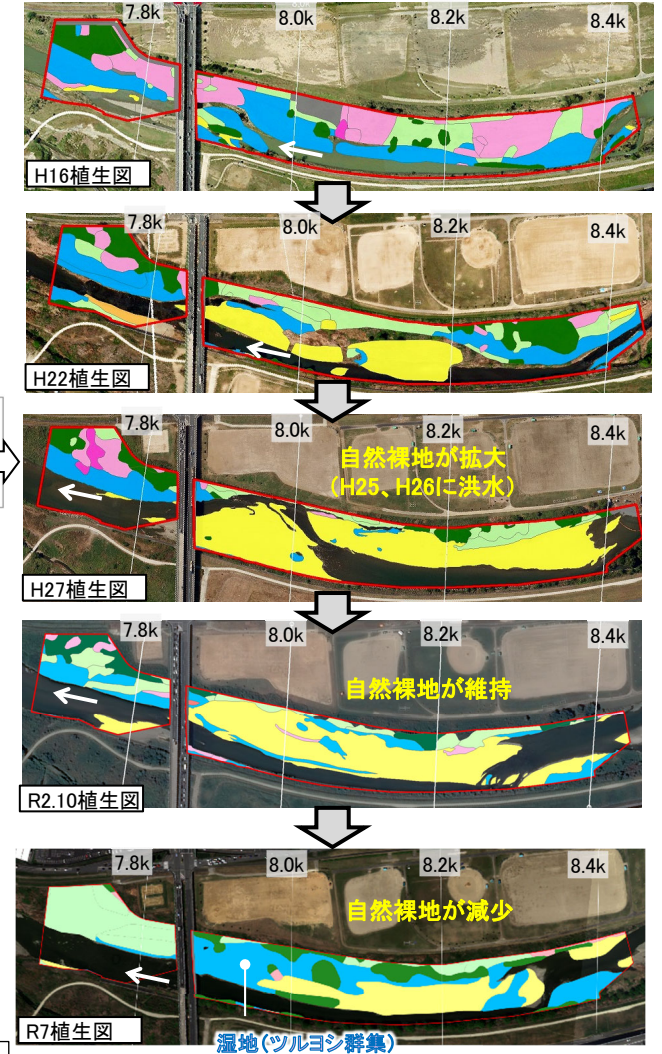 7.8k
8.0k
8.2k
8.4k
H16植生図
7.8k
8.0k
8.2k
8.4k
H22植生図
7.8k
8.0k
8.2k
8.4k
自然裸地が拡大
(H25、H26に洪水)
H27植生図
7.8k
8.0k
8.2k
8.4k
自然裸地が維持
R2.10植生図
7.8k
8.0k
8.2k
8.4k
自然裸地が減少
R7植生図
湿地(ツルヨシ群集)